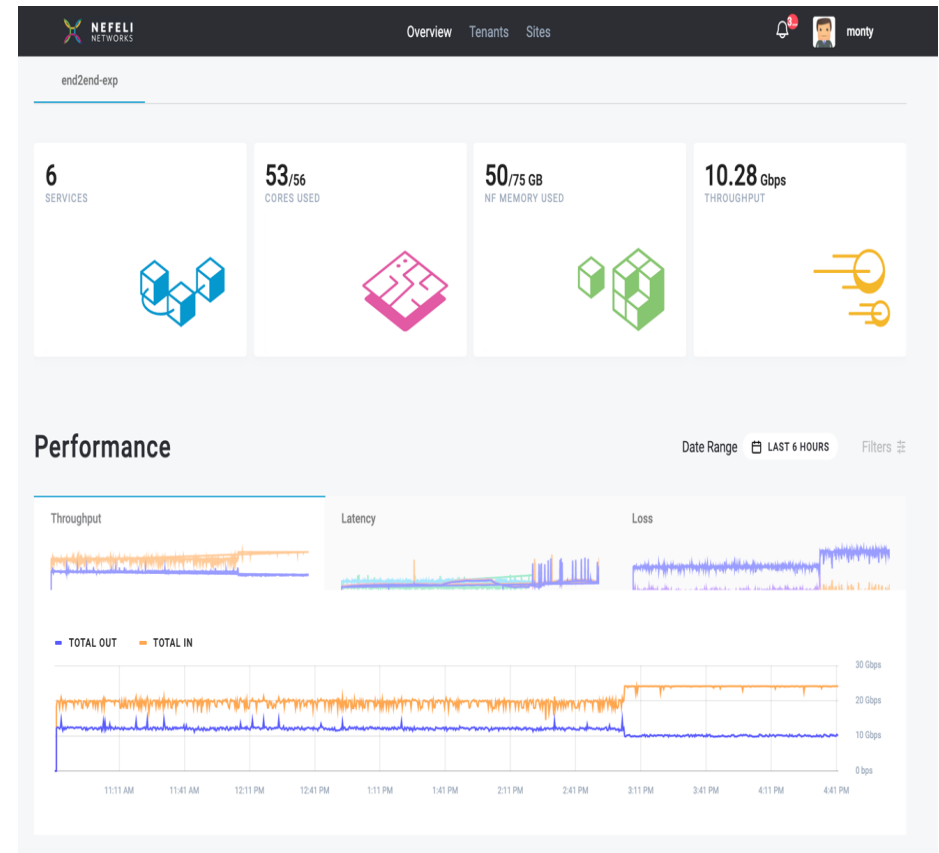 NEFELI
NETWORKS
Overview Tenants Sites
3...
monty
end2end-exp
6
SERVICES
53/56
CORES USED
50/75 GB
NF MEMORY USED
10.28 Gbps
THROUGHPUT
Performance
Date Range LAST 6 HOURS Filters
Throughput
Latency
Loss
TOTAL OUT TOTAL IN
30 Gbps
20 Gbps
10 Gbps
0 bps
11:11 AM 11:41 AM 12:11 PM 12:41 PM 1:11 PM 1:41 PM 2:11 PM 2:41 PM 3:11 PM 3:41 PM 4:11 PM 4:41 PM